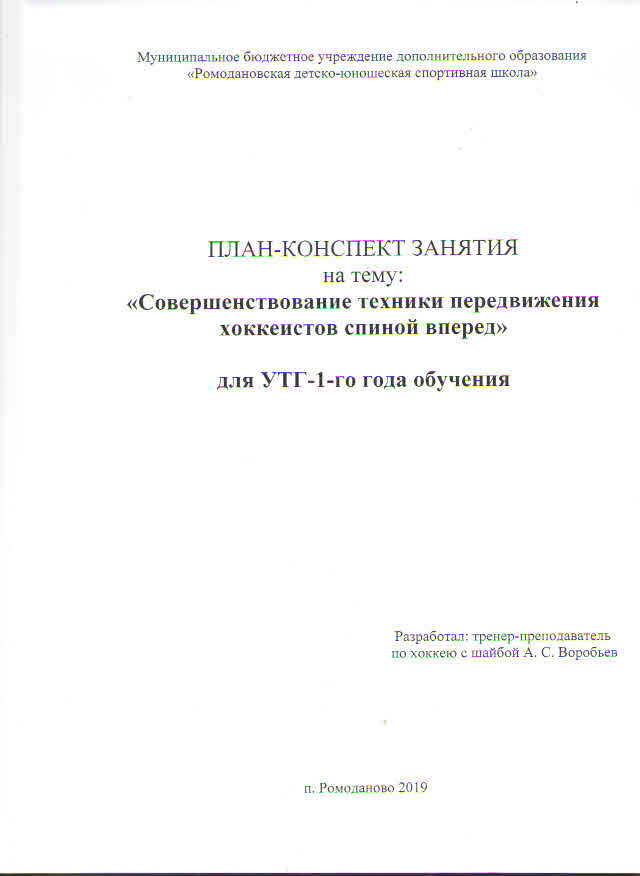 Муниципальное бюджетное учреждение дополнительного образования
«Ромодановская детско-юношеская спортивная школа»
ПЛАН-КОНСПЕКТ ЗАНЯТИЯ
на тему:
«Совершенствование техники передвижения
хоккеистов спиной вперед»
для УТГ-1-го года обучения
Разработал: тренер-преподаватель
по хоккею с шайбой А. С. Воробьев
п. Ромоданово 2019